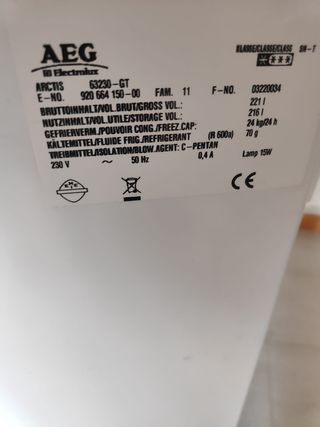 AEG
Electrolux
KLASSE/CLASSE/CLASS SN-T
ARCTIS 63230-GT
E-NO. 920 664 150-00 FAM. 11 F-NO. 03220034
BRUTTOINHALT/VOL.BRUT/GROSS VOL.: 221 l
NUTZINHALT/VOL.UTILE/STORAGE VOL.: 216 l
GEFRIERVERM./POUVOIR CONG./FREEZ.CAP: 24 kg/24 h
KÄLTEMITTEL/FLUIDE FRIG./REFRIGERANT (R 600a) 70 g
TREIBMITTEL/ISOLATION/BLOW.AGENT: C-PENTAN
230 V ~ 50 Hz 0,4 A Lamp 15W
CE